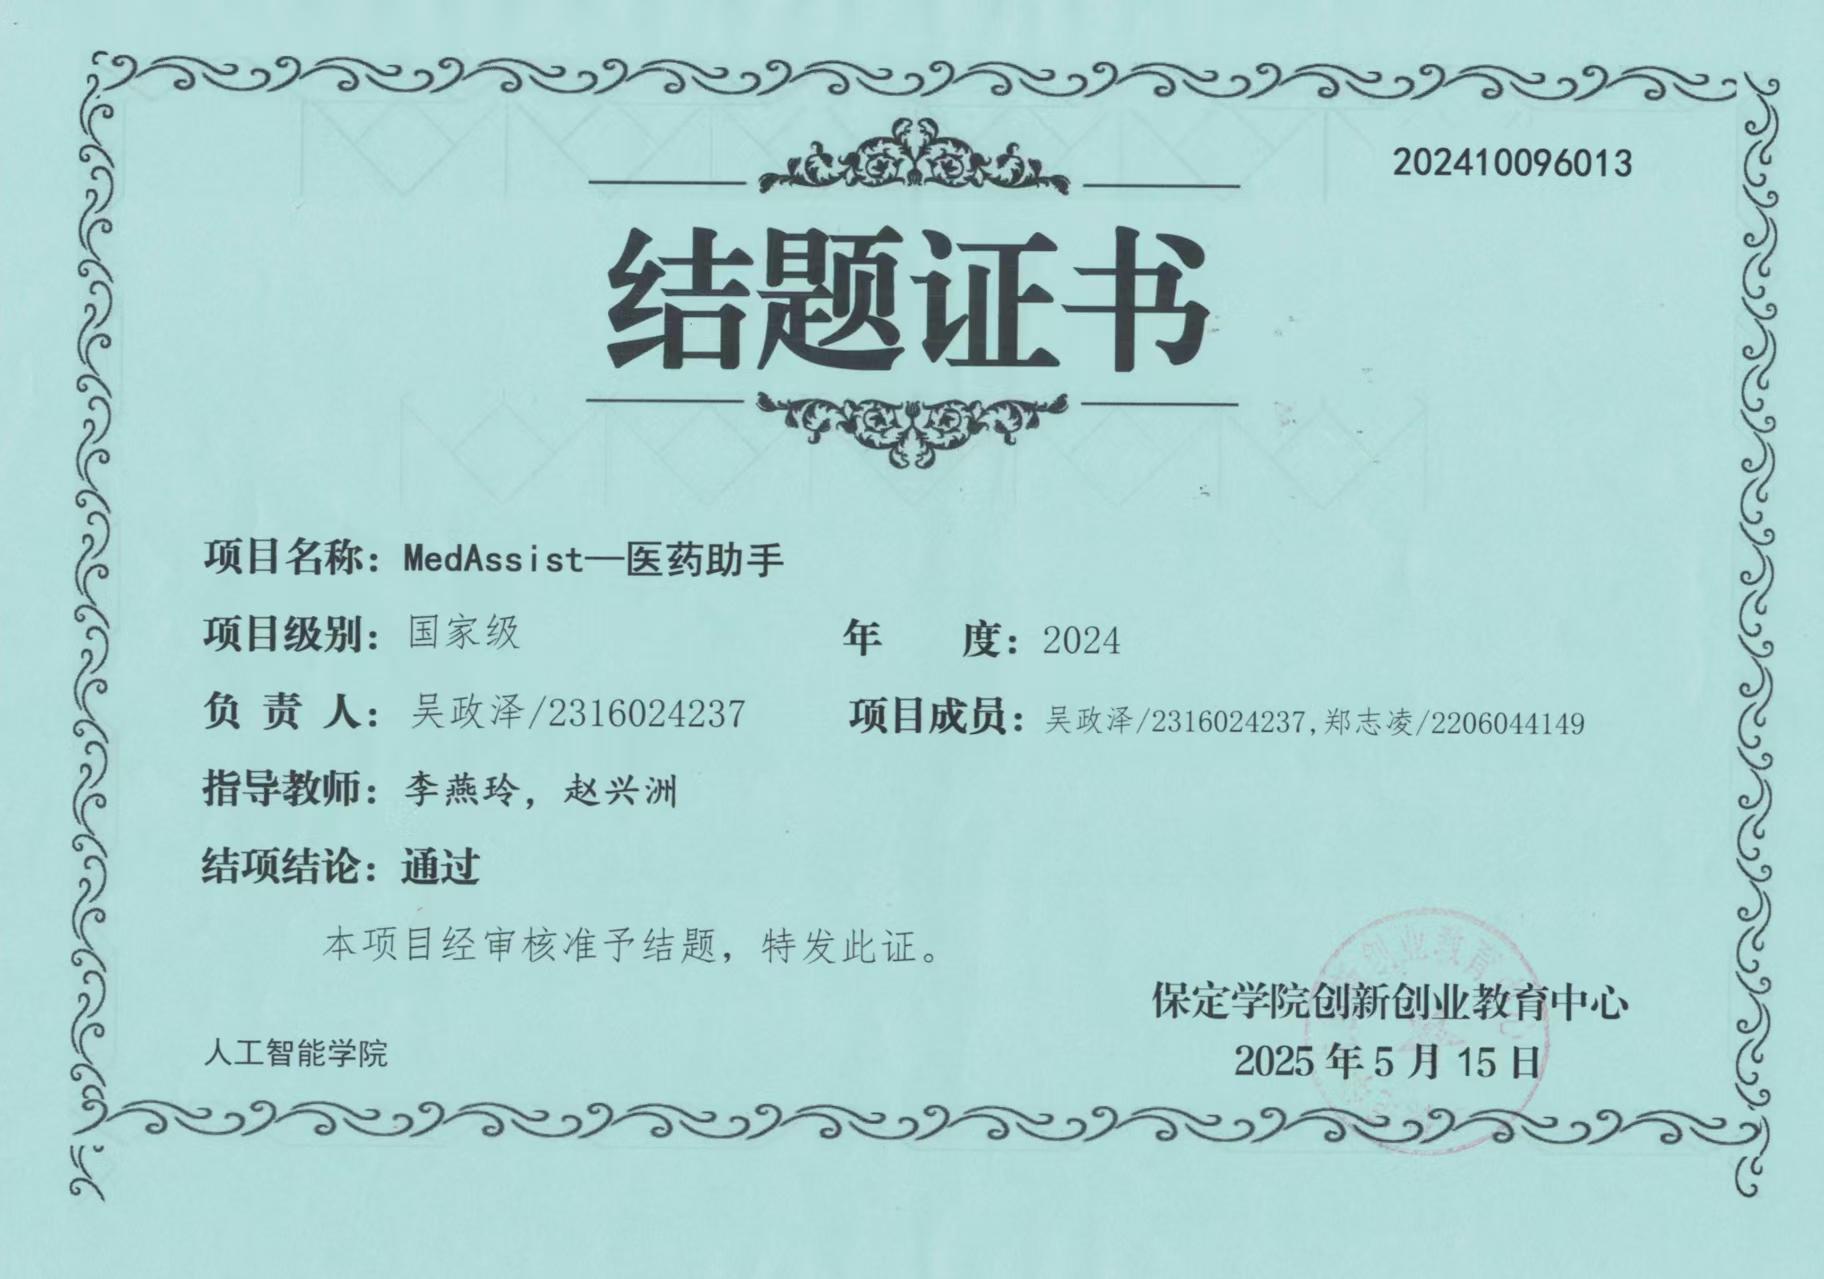 202410096013
结题证书
项目名称：MedAssist—医药助手
项目级别：国家级 年 度：2024
负 责 人：吴政泽/2316024237 项目成员：吴政泽/2316024237,郑志凌/2206044149
指导教师：李燕玲，赵兴洲
结项结论：通过
本项目经审核准予结题，特发此证。
保定学院创新创业教育中心
人工智能学院
2025 年 5 月 15 日